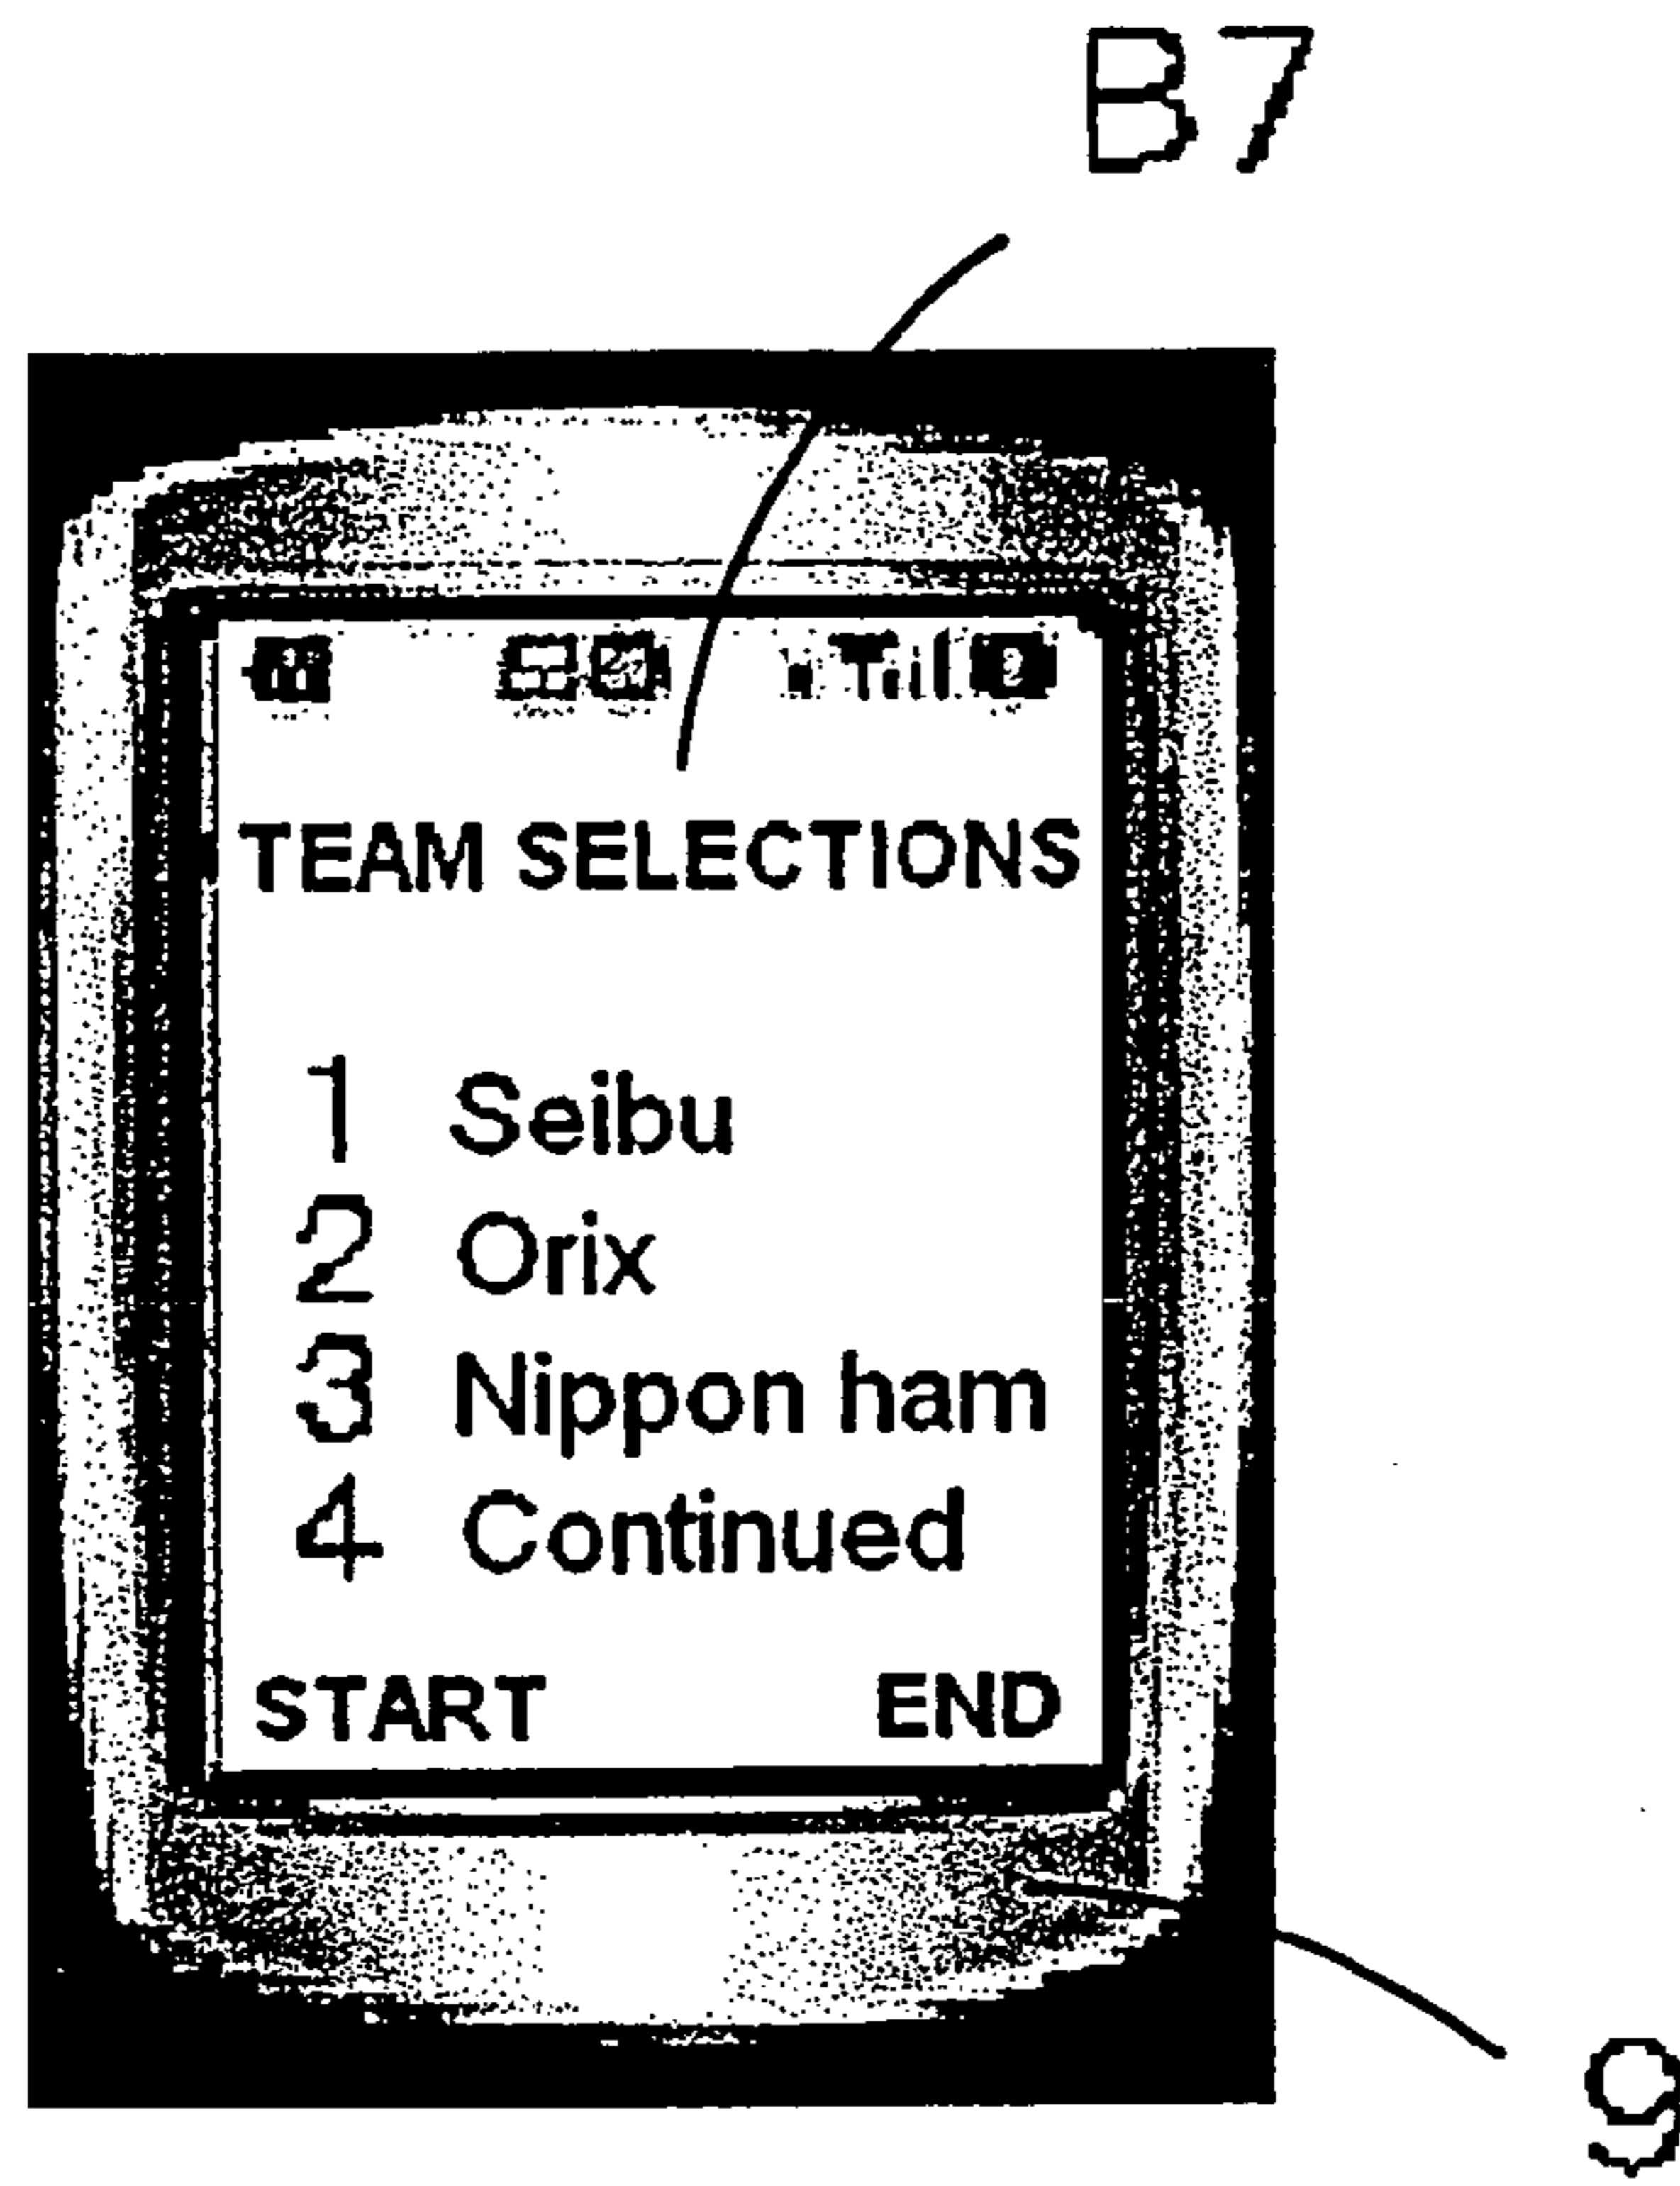 B7
TEAM SELECTIONS
1 Seibu
2 Orix
3 Nippon ham
4 Continued
START END
9